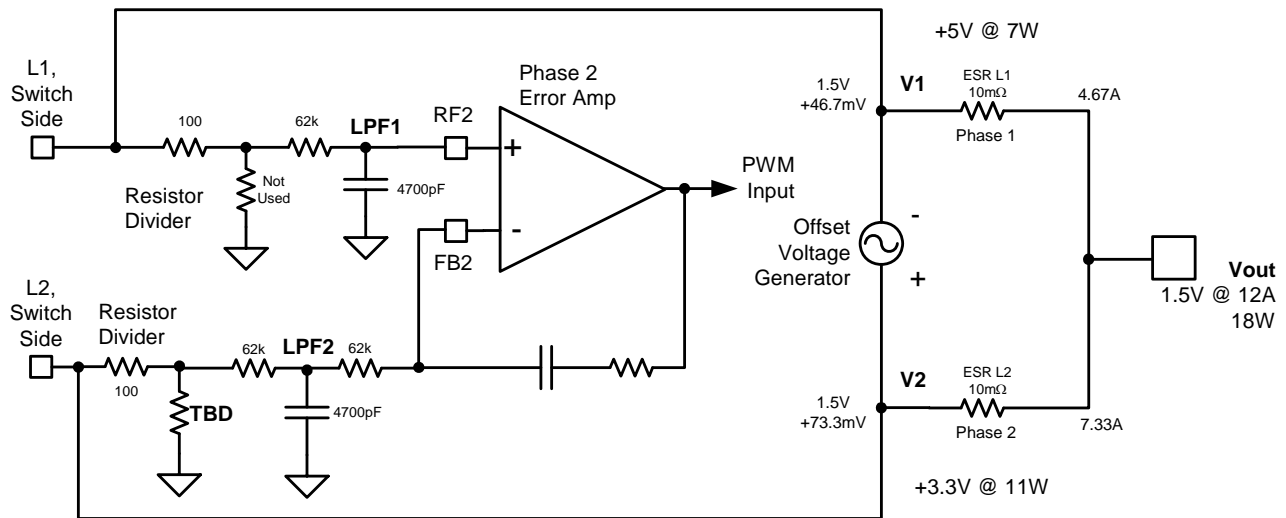 +5V @ 7W
L1,
Switch
Side
Phase 2
Error Amp
1.5V
+46.7mV
V1
ESR L1
10mΩ
4.67A
Phase 1
100
62k
LPF1
RF2
+
Not
Used
4700pF
Resistor
Divider
PWM
Input
-
FB2
Offset
Voltage
Generator
-
+
Vout
1.5V @ 12A
18W
L2,
Switch
Side
Resistor
Divider
100
62k
LPF2
62k
TBD
4700pF
1.5V
+73.3mV
V2
ESR L2
10mΩ
7.33A
Phase 2
+3.3V @ 11W